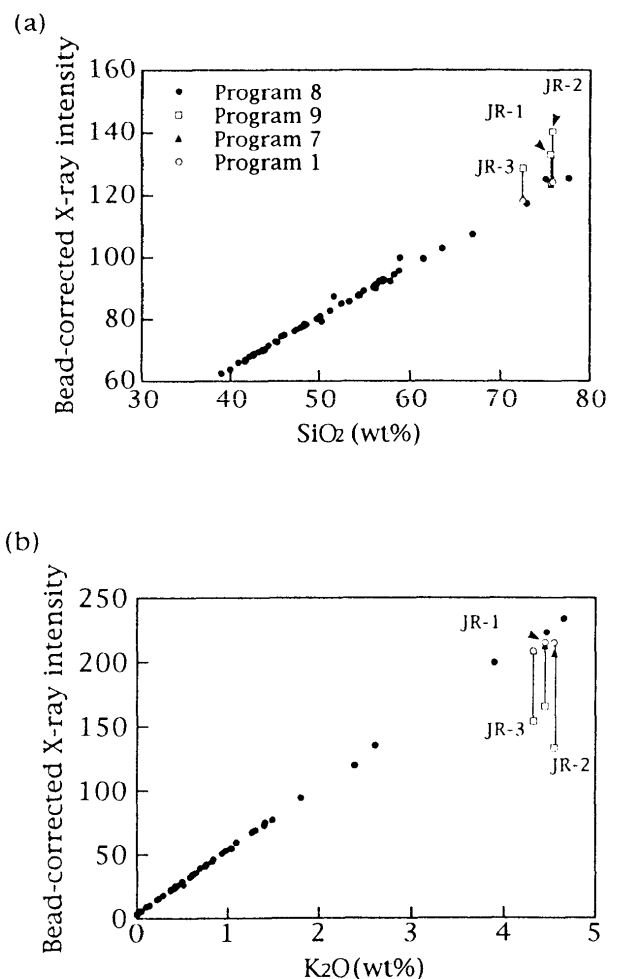 (a)
Bead-corrected X-ray intensity
160
140
120
100
80
60
Program 8
Program 9
Program 7
Program 1
JR-2
JR-1
JR-3
30
40
50
60
70
80
SiO2 (wt%)
(b)
Bead-corrected X-ray intensity
250
200
150
100
50
0
JR-1
JR-3
JR-2
0
1
2
3
4
5
K2O (wt%)